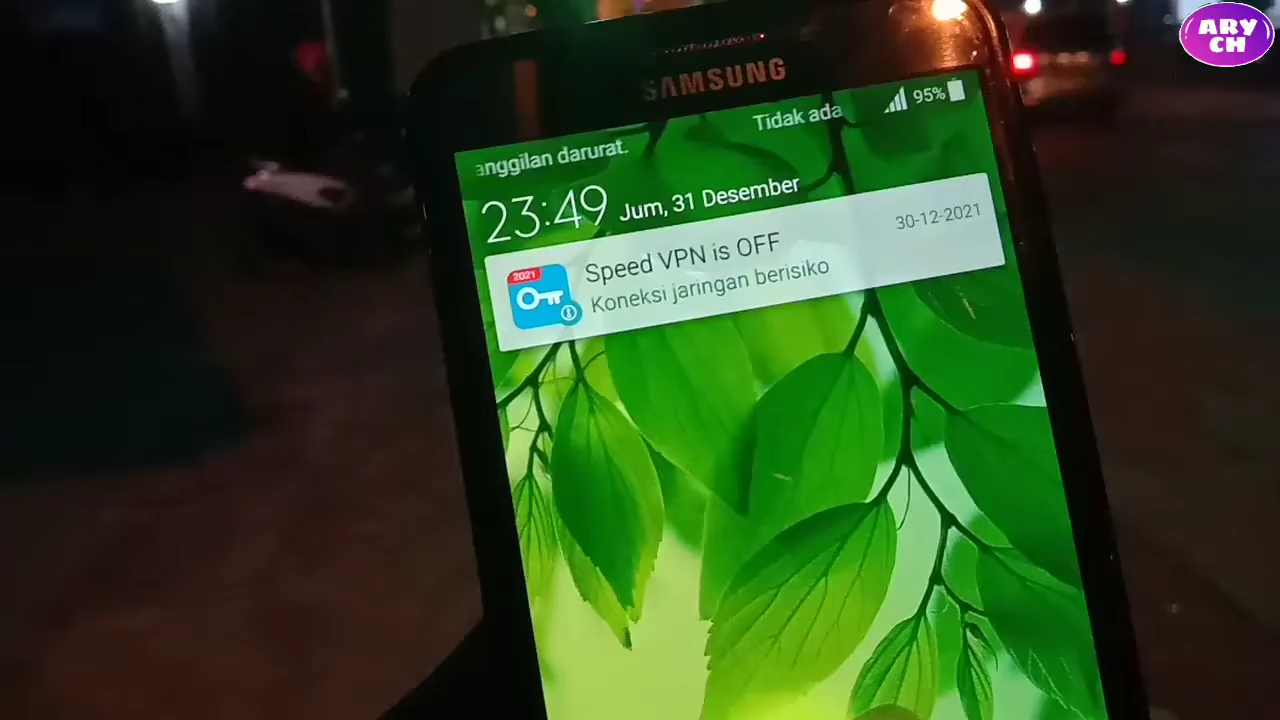 ARY
CH
SAMSUNG
Tidak ada
95%
anggilan darurat.
23:49 Jum, 31 Desember
Speed VPN is OFF
30-12-2021
Koneksi jaringan berisiko
2021